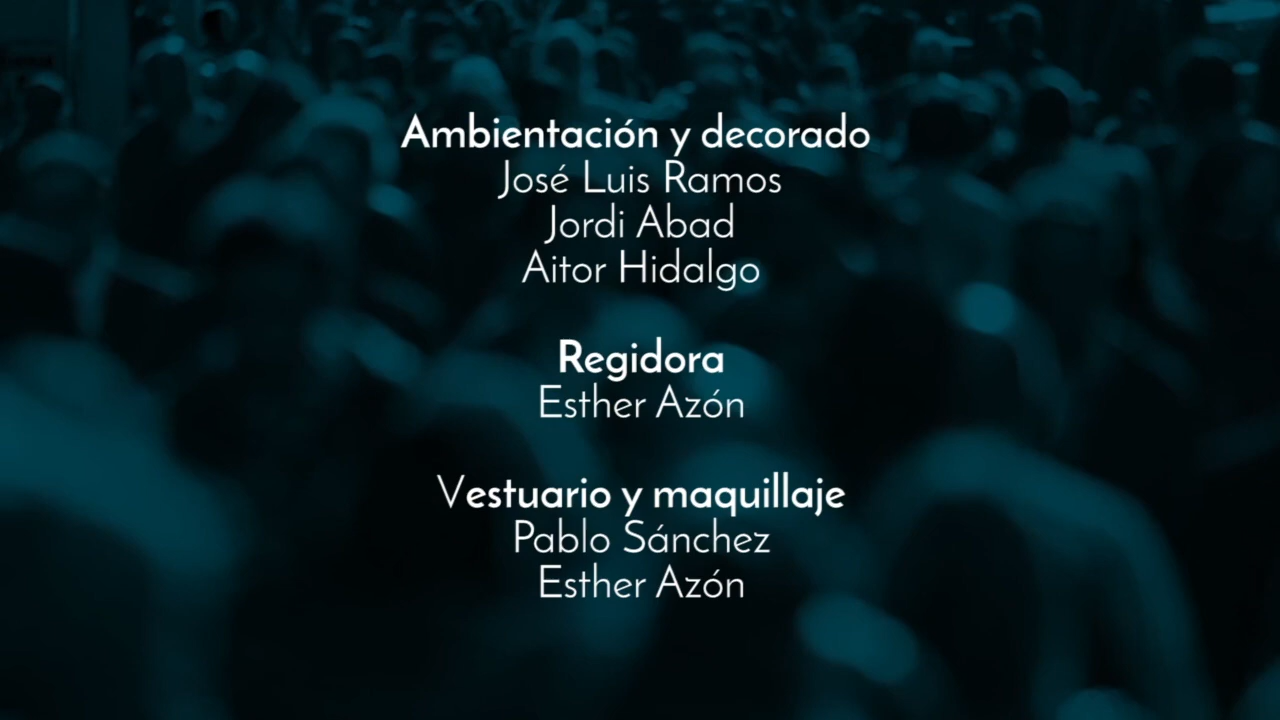 Ambientación y decorado
José Luis Ramos
Jordi Abad
Aitor Hidalgo
Regidora
Esther Azón
Vestuario y maquillaje
Pablo Sánchez
Esther Azón